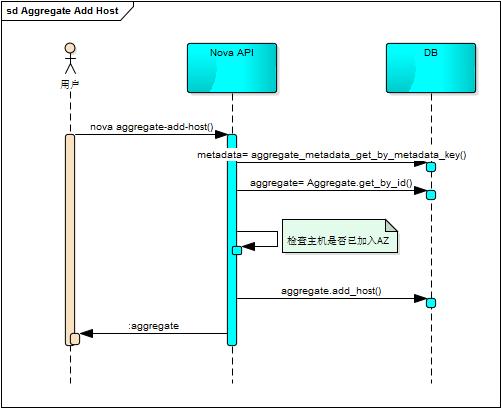 sd Aggregate Add Host
Nova API
DB
用户
nova aggregate-add-host()
metadata= aggregate_metadata_get_by_metadata_key()
aggregate= Aggregate.get_by_id()
检查主机是否已加入AZ
aggregate.add_host()
:aggregate